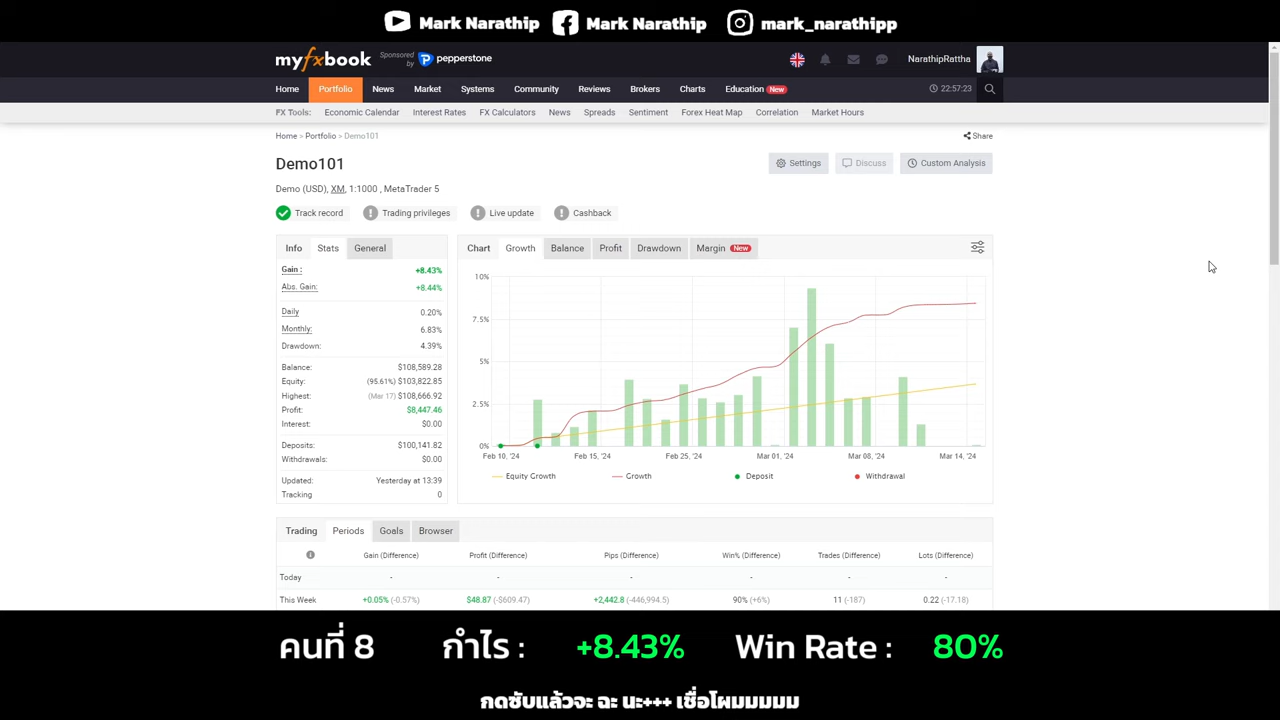 Mark Narathip Mark Narathip mark_narathipp
myfxbook Sponsored by pepperstone NarathipRattha
Home Portfolio News Market Systems Community Reviews Brokers Charts Education New 22:57:23
FX Tools: Economic Calendar Interest Rates FX Calculators News Spreads Sentiment Forex Heat Map Correlation Market Hours
Home > Portfolio > Demo101 Share
Demo101 Settings Discuss Custom Analysis
Demo (USD), XM, 1:1000 , MetaTrader 5
Track record Trading privileges Live update Cashback
Info Stats General
Gain : +8.43%
Abs. Gain: +8.44%
Daily 0.20%
Monthly: 6.83%
Drawdown: 4.39%
Balance: $108,589.28
Equity: (95.61%) $103,822.85
Highest: (Mar 17) $108,666.92
Profit: $8,447.46
Interest: $0.00
Deposits: $100,141.82
Withdrawals: $0.00
Updated: Yesterday at 13:39
Tracking 0
Chart Growth Balance Profit Drawdown Margin New
10%
7.5%
5%
2.5%
0%
Feb 10, '24 Feb 15, '24 Feb 25, '24 Mar 01, '24 Mar 08, '24 Mar 14, '24
Equity Growth Growth Deposit Withdrawal
Trading Periods Goals Browser
Gain (Difference) Profit (Difference) Pips (Difference) Win% (Difference) Trades (Difference) Lots (Difference)
Today - - - - - -
This Week +0.05% (-0.57%) $48.87 (-$609.47) +2,442.8 (-446,994.5) 90% (+6%) 11 (-187) 0.22 (-17.18)
คนที่ 8 กำไร : +8.43% Win Rate : 80%
กดซับแล้วจะ ฉะ นะ+++ เชื่อโผมมมมม